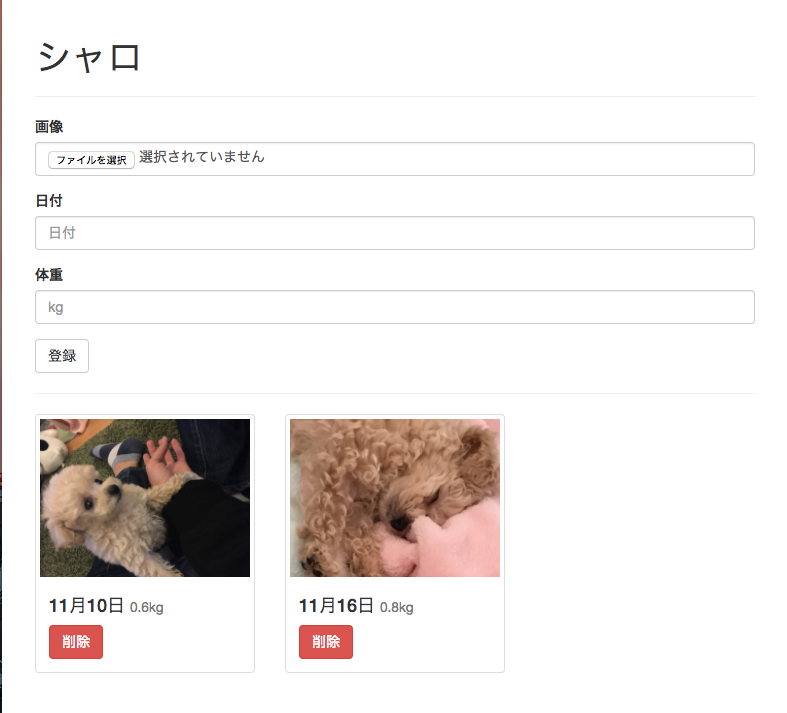 シャロ
画像
ファイルを選択 選択されていません
日付
日付
体重
kg
登録
11月10日 0.6kg
削除
11月16日 0.8kg
削除